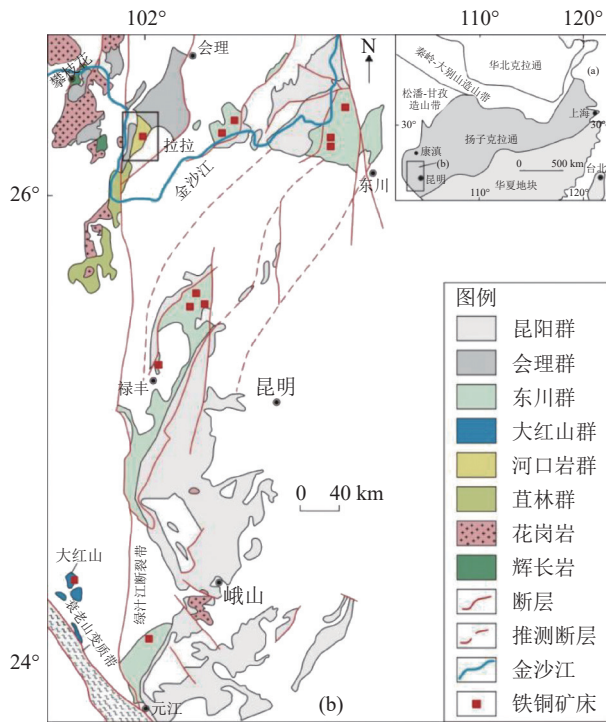 102°
会理
攀枝花
N
拉拉
金沙江
东川
26°
110°
120°
(a)
秦岭-大别山造山带
华北克拉通
松潘-甘孜
造山带
上海
30°
30°
扬子克拉通
康滇
(b)
0 500 km
昆明
华夏地块
台北
110°
120°
禄丰
昆明
0 40 km
大红山
绿汁江断裂带
哀老山变质带
峨山
24°
元江
(b)
图例
昆阳群
会理群
东川群
大红山群
河口岩群
苴林群
花岗岩
辉长岩
断层
推测断层
金沙江
铁铜矿床